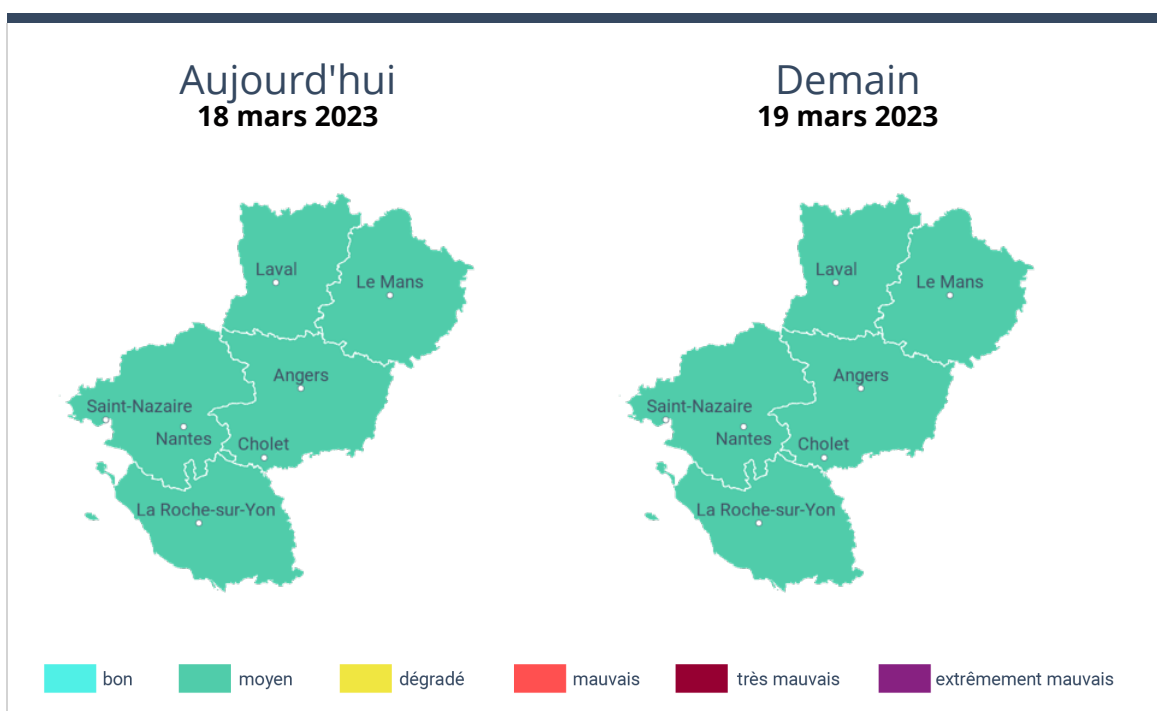 Aujourd'hui
18 mars 2023
Demain
19 mars 2023
Laval
Le Mans
Angers
Saint-Nazaire
Nantes
Cholet
La Roche-sur-Yon
Laval
Le Mans
Angers
Saint-Nazaire
Nantes
Cholet
La Roche-sur-Yon
bon moyen dégradé mauvais très mauvais extrêmement mauvais